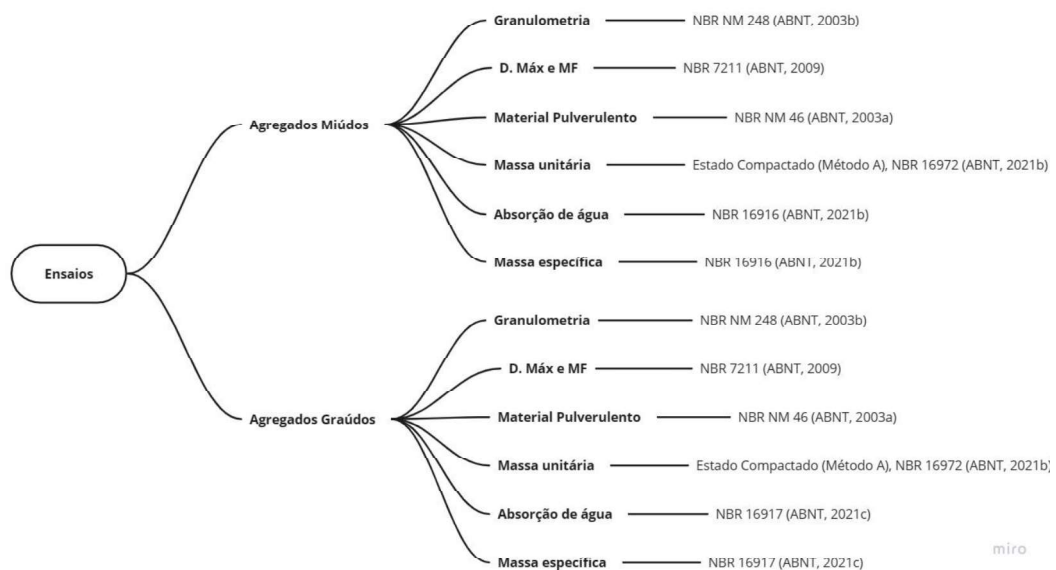 Ensaios
Agregados Miúdos
Granulometria NBR NM 248 (ABNT, 2003b)
D. Máx e MF NBR 7211 (ABNT, 2009)
Material Pulverulento NBR NM 46 (ABNT, 2003a)
Massa unitária Estado Compactado (Método A), NBR 16972 (ABNT, 2021b)
Absorção de água NBR 16916 (ABNT, 2021b)
Massa específica NBR 16916 (ABNT, 2021b)
Agregados Graúdos
Granulometria NBR NM 248 (ABNT, 2003b)
D. Máx e MF NBR 7211 (ABNT, 2009)
Material Pulverulento NBR NM 46 (ABNT, 2003a)
Massa unitária Estado Compactado (Método A), NBR 16972 (ABNT, 2021b)
Absorção de água NBR 16917 (ABNT, 2021c)
Massa específica NBR 16917 (ABNT, 2021c)
miro